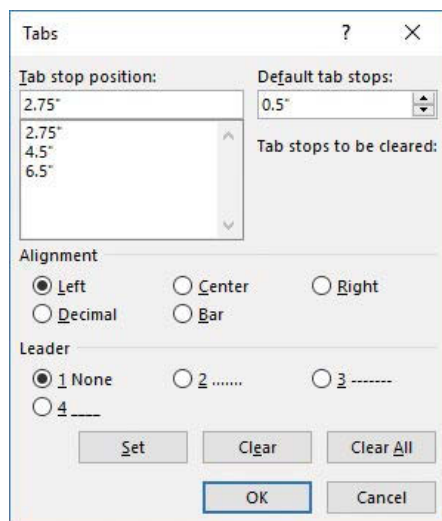 Tabs ? ×
Tab stop position: Default tab stops:
2.75" 0.5"
2.75" Tab stops to be cleared:
4.5"
6.5"
Alignment
Left Center Right
Decimal Bar
Leader
1 None 2 ....... 3 -------
4 ____
Set Clear Clear All
OK Cancel